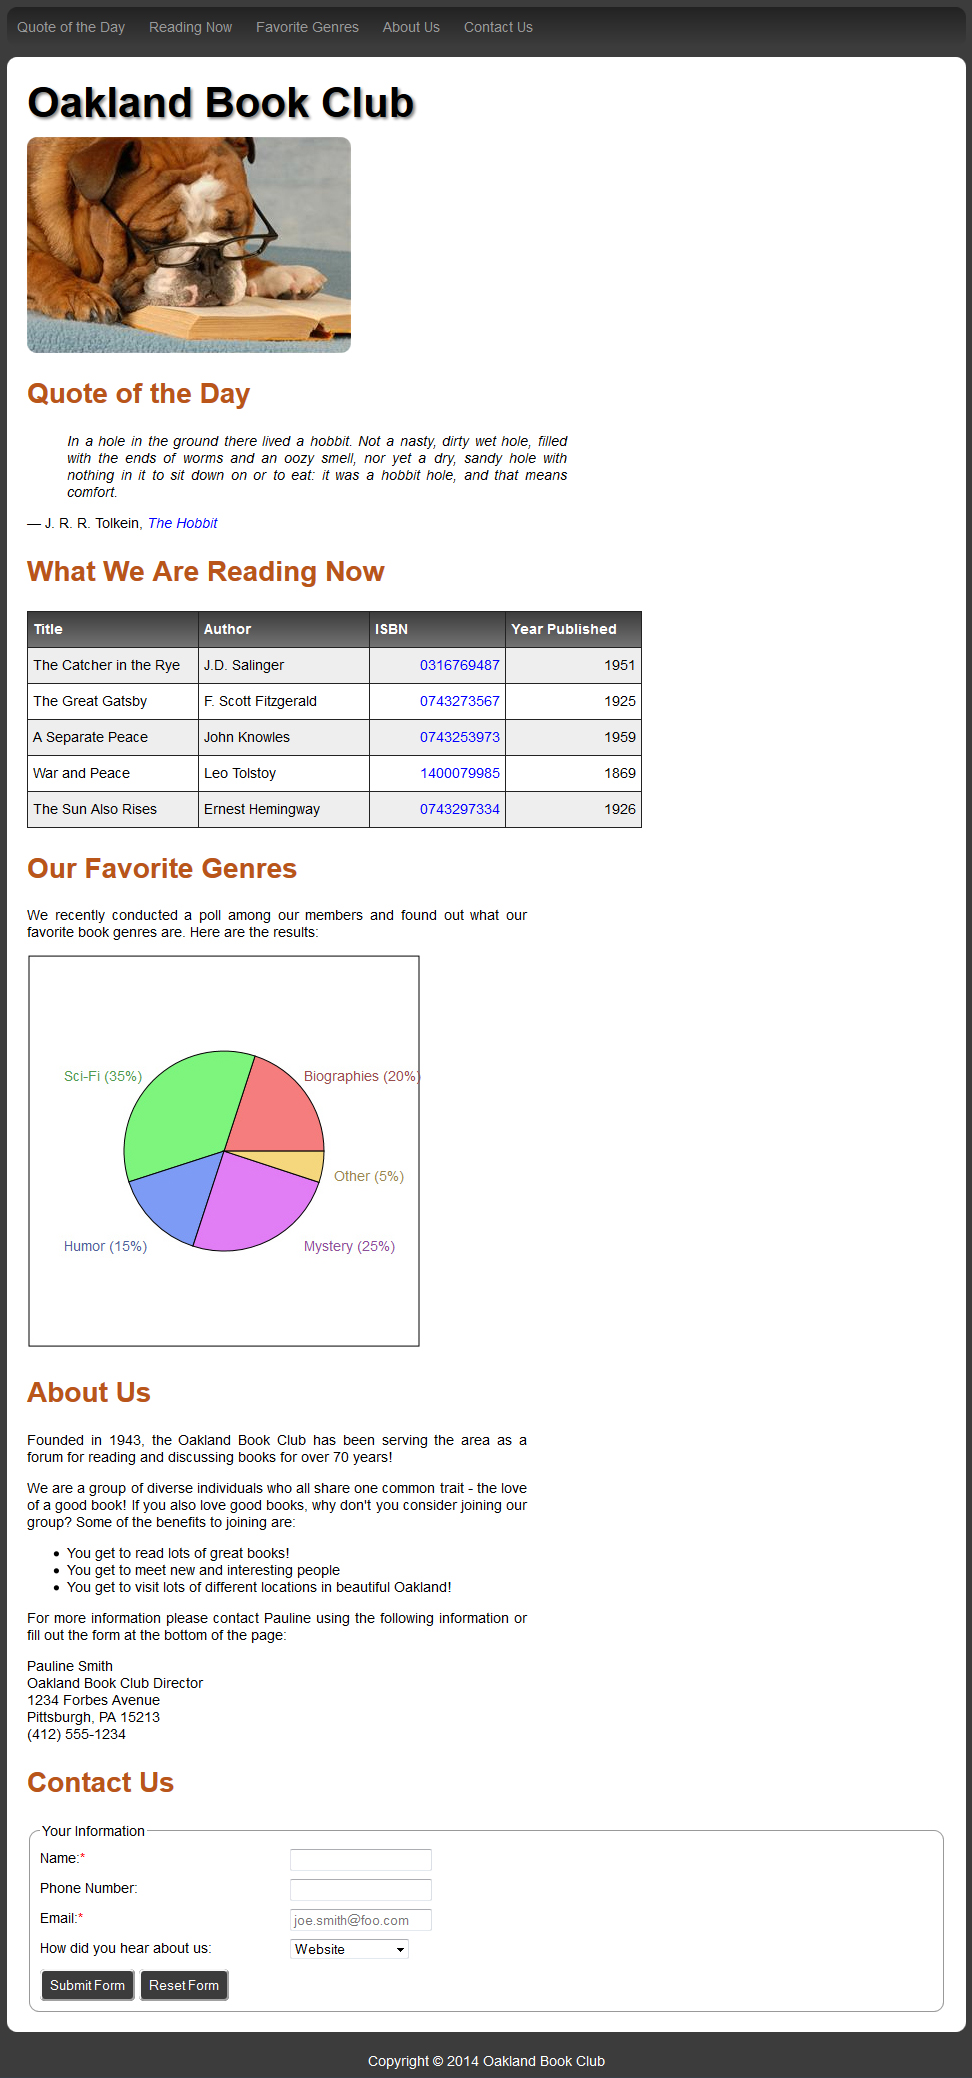 Quote of the Day Reading Now Favorite Genres About Us Contact Us
Oakland Book Club
Quote of the Day
In a hole in the ground there lived a hobbit. Not a nasty, dirty wet hole, filled
with the ends of worms and an oozy smell, nor yet a dry, sandy hole with
nothing in it to sit down on or to eat: it was a hobbit hole, and that means
comfort.
— J. R. R. Tolkein, The Hobbit
What We Are Reading Now
Title Author ISBN Year Published
The Catcher in the Rye J.D. Salinger 0316769487 1951
The Great Gatsby F. Scott Fitzgerald 0743273567 1925
A Separate Peace John Knowles 0743253973 1959
War and Peace Leo Tolstoy 1400079985 1869
The Sun Also Rises Ernest Hemingway 0743297334 1926
Our Favorite Genres
We recently conducted a poll among our members and found out what our
favorite book genres are. Here are the results:
Sci-Fi (35%) Biographies (20%)
Other (5%)
Humor (15%) Mystery (25%)
About Us
Founded in 1943, the Oakland Book Club has been serving the area as a
forum for reading and discussing books for over 70 years!
We are a group of diverse individuals who all share one common trait - the love
of a good book! If you also love good books, why don't you consider joining our
group? Some of the benefits to joining are:
• You get to read lots of great books!
• You get to meet new and interesting people
• You get to visit lots of different locations in beautiful Oakland!
For more information please contact Pauline using the following information or
fill out the form at the bottom of the page:
Pauline Smith
Oakland Book Club Director
1234 Forbes Avenue
Pittsburgh, PA 15213
(412) 555-1234
Contact Us
Your Information
Name:*
Phone Number:
Email:* joe.smith@foo.com
How did you hear about us: Website
Submit Form Reset Form
Copyright © 2014 Oakland Book Club